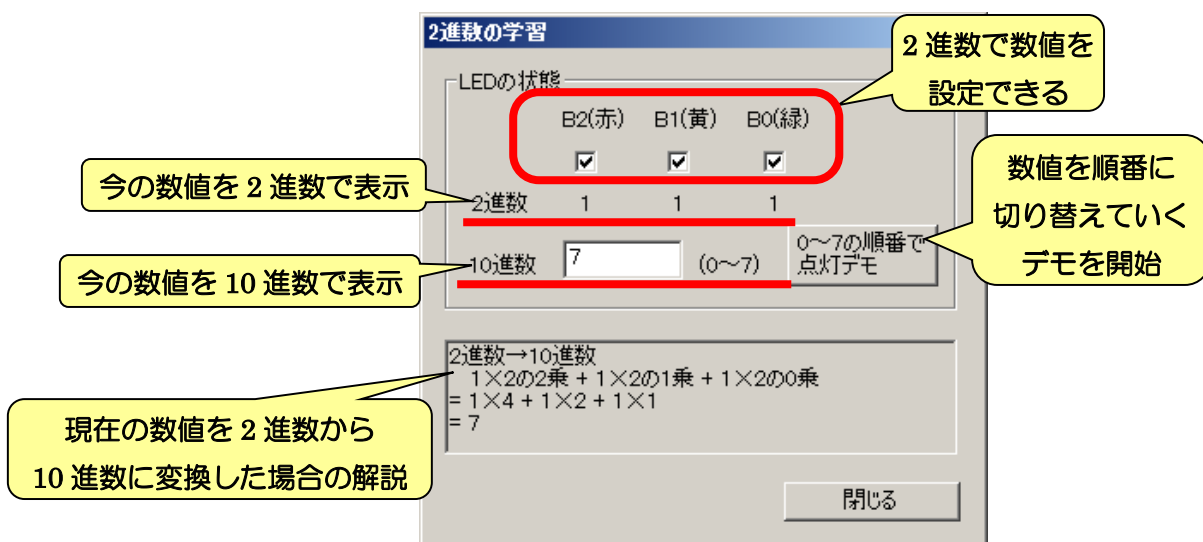 2進数の学習
2 進数で数値を
設定できる
LEDの状態
B2(赤) B1(黄) B0(緑)
今の数値を 2 進数で表示
2進数 1 1 1
数値を順番に
切り替えていく
デモを開始
今の数値を 10 進数で表示
10進数 7 (0～7)
0～7の順番で
点灯デモ
2進数→10進数
1×2の2乗 + 1×2の1乗 + 1×2の0乗
= 1×4 + 1×2 + 1×1
= 7
現在の数値を 2 進数から
10 進数に変換した場合の解説
閉じる